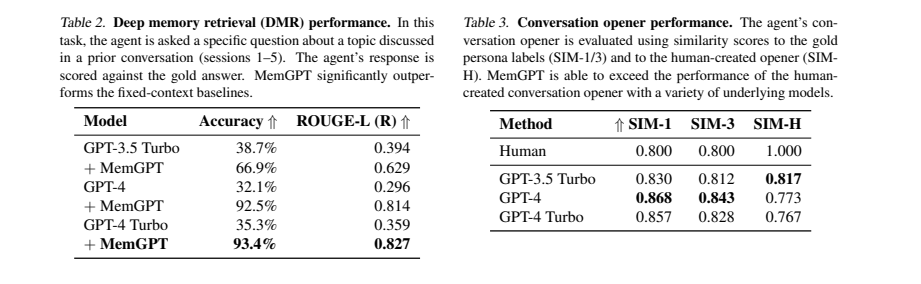 Table 2. Deep memory retrieval (DMR) performance. In this
task, the agent is asked a specific question about a topic discussed
in a prior conversation (sessions 1–5). The agent's response is
scored against the gold answer. MemGPT significantly outper-
forms the fixed-context baselines.
Model Accuracy ⇑ ROUGE-L (R) ⇑
GPT-3.5 Turbo 38.7% 0.394
+ MemGPT 66.9% 0.629
GPT-4 32.1% 0.296
+ MemGPT 92.5% 0.814
GPT-4 Turbo 35.3% 0.359
+ MemGPT 93.4% 0.827
Table 3. Conversation opener performance. The agent's con-
versation opener is evaluated using similarity scores to the gold
persona labels (SIM-1/3) and to the human-created opener (SIM-
H). MemGPT is able to exceed the performance of the human-
created conversation opener with a variety of underlying models.
Method ⇑ SIM-1 SIM-3 SIM-H
Human 0.800 0.800 1.000
GPT-3.5 Turbo 0.830 0.812 0.817
GPT-4 0.868 0.843 0.773
GPT-4 Turbo 0.857 0.828 0.767